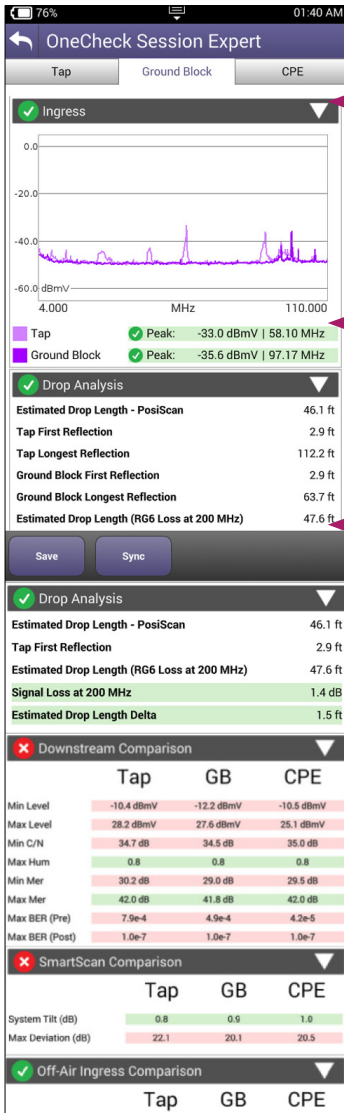 76% 01:40 AM
OneCheck Session Expert
Tap Ground Block CPE
Ingress
0.0
-20.0
-40.0
-60.0 dBmV
4.000 MHz 110.000
Tap Peak: -33.0 dBmV | 58.10 MHz
Ground Block Peak: -35.6 dBmV | 97.17 MHz
Drop Analysis
Estimated Drop Length - PosiScan 46.1 ft
Tap First Reflection 2.9 ft
Tap Longest Reflection 112.2 ft
Ground Block First Reflection 2.9 ft
Ground Block Longest Reflection 63.7 ft
Estimated Drop Length (RG6 Loss at 200 MHz) 47.6 ft
Save Sync
Drop Analysis
Estimated Drop Length - PosiScan 46.1 ft
Tap First Reflection 2.9 ft
Estimated Drop Length (RG6 Loss at 200 MHz) 47.6 ft
Signal Loss at 200 MHz 1.4 dB
Estimated Drop Length Delta 1.5 ft
Downstream Comparison
Tap GB CPE
Min Level -10.4 dBmV -12.2 dBmV -10.5 dBmV
Max Level 28.2 dBmV 27.6 dBmV 25.1 dBmV
Min C/N 34.7 dB 34.5 dB 35.0 dB
Max Hum 0.8 0.8 0.8
Min Mer 30.2 dB 29.0 dB 29.5 dB
Max Mer 42.0 dB 41.8 dB 42.0 dB
Max BER (Pre) 7.9e-4 4.9e-4 4.2e-5
Max BER (Post) 1.0e-7 1.0e-7 1.0e-7
SmartScan Comparison
Tap GB CPE
System Tilt (dB) 0.8 0.9 1.0
Max Deviation (dB) 22.1 20.1 20.5
Off-Air Ingress Comparison
Tap GB CPE